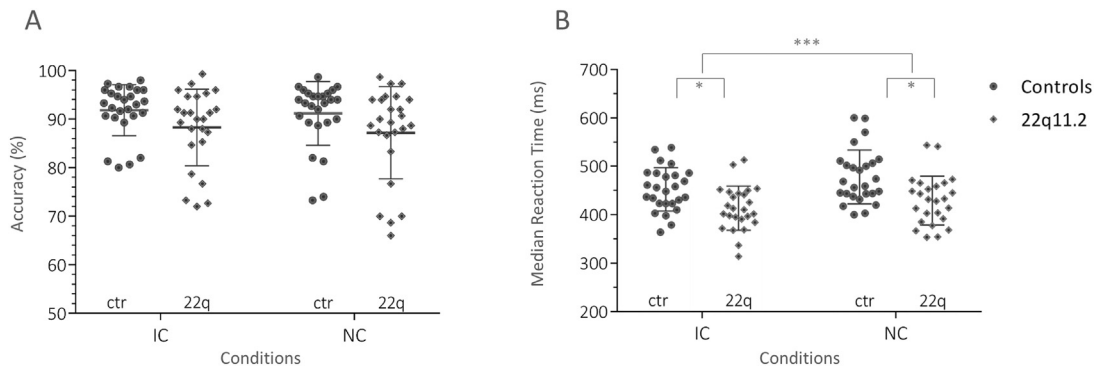 A
Accuracy (%)
100
90
80
70
60
50
ctr
22q
ctr
22q
IC
NC
Conditions
B
Median Reaction Time (ms)
700
600
500
400
300
200
***
*
*
ctr
22q
ctr
22q
IC
NC
Conditions
Controls
22q11.2